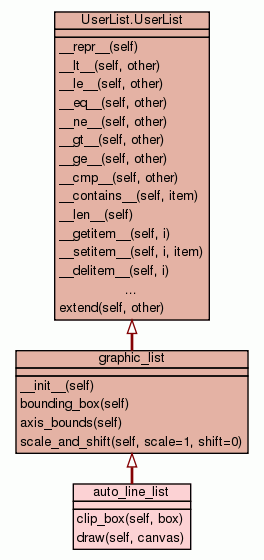 UserList.UserList
__repr__(self)
__lt__(self, other)
__le__(self, other)
__eq__(self, other)
__ne__(self, other)
__gt__(self, other)
__ge__(self, other)
__cmp__(self, other)
__contains__(self, item)
__len__(self)
__getitem__(self, i)
__setitem__(self, i, item)
__delitem__(self, i)
...
extend(self, other)
graphic_list
__init__(self)
bounding_box(self)
axis_bounds(self)
scale_and_shift(self, scale=1, shift=0)
auto_line_list
clip_box(self, box)
draw(self, canvas)